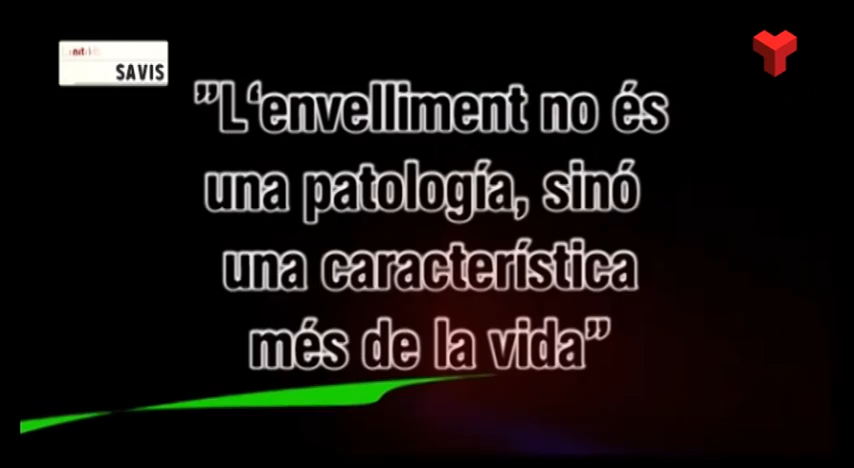 SAVIS
”L‘envelliment no és
una patología, sinó
una característica
més de la vida”